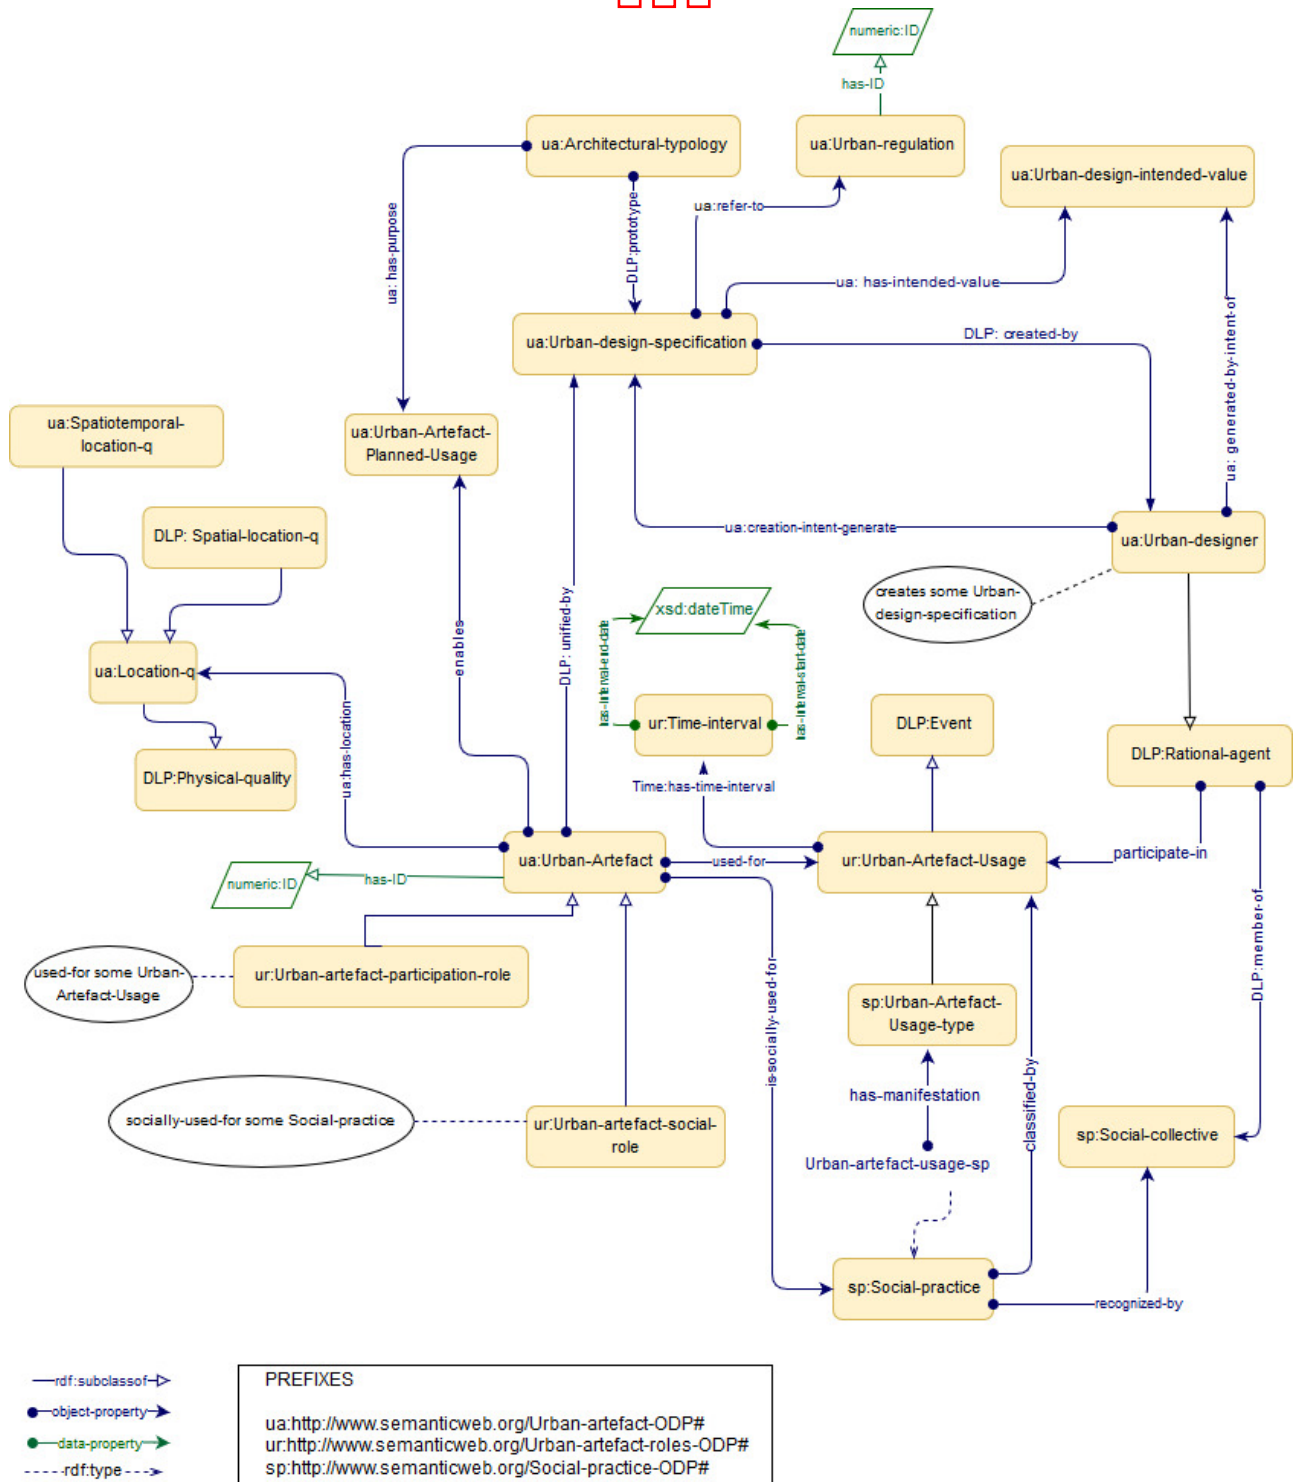 numeric:ID
has-ID
ua:Architectural-typology
ua:Urban-regulation
ua:Urban-design-intended-value
ua:refer-to
ua: has-purpose
DLP:prototype
ua: has-intended-value
ua:Urban-design-specification
DLP: created-by
ua: generated-by-intent-of
ua:Spatiotemporal-
location-q
ua:Urban-Artefact-
Planned-Usage
DLP: Spatial-location-q
ua:creation-intent-generate
ua:Urban-designer
creates some Urban-
design-specification
xsd:dateTime
enables
DLP: unified-by
has-interval-end-date
has-interval-start-date
ua:Location-q
ur:Time-interval
DLP:Event
DLP:Rational-agent
DLP:Physical-quality
ua:has-location
Time:has-time-interval
ua:Urban-Artefact
used-for
ur:Urban-Artefact-Usage
participate-in
numeric:ID
has-ID
DLP:member-of
used-for some Urban-
Artefact-Usage
ur:Urban-artefact-participation-role
sp:Urban-Artefact-
Usage-type
is-socially-used-for
classified-by
has-manifestation
socially-used-for some Social-practice
ur:Urban-artefact-social-
role
sp:Social-collective
Urban-artefact-usage-sp
sp:Social-practice
recognized-by
rdf:subclassof
object-property
data-property
rdf:type
PREFIXES
ua:http://www.semanticweb.org/Urban-artefact-ODP#
ur:http://www.semanticweb.org/Urban-artefact-roles-ODP#
sp:http://www.semanticweb.org/Social-practice-ODP#